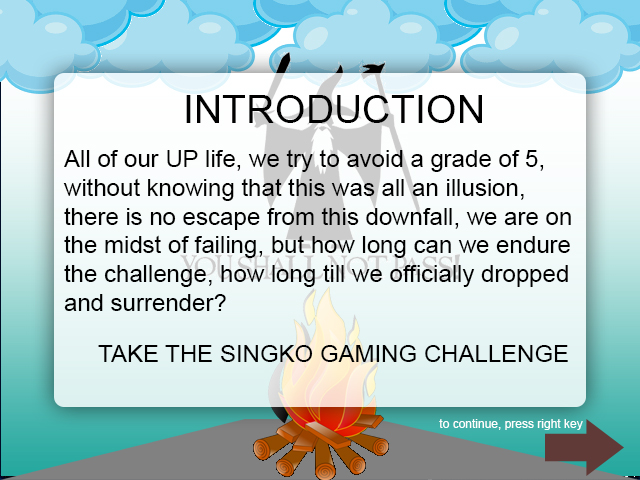 INTRODUCTION
All of our UP life, we try to avoid a grade of 5,
without knowing that this was all an illusion,
there is no escape from this downfall, we are on
the midst of failing, but how long can we endure
YOU SHALL NOT PASS!
the challenge, how long till we officially dropped
and surrender?
TAKE THE SINGKO GAMING CHALLENGE
to continue, press right key